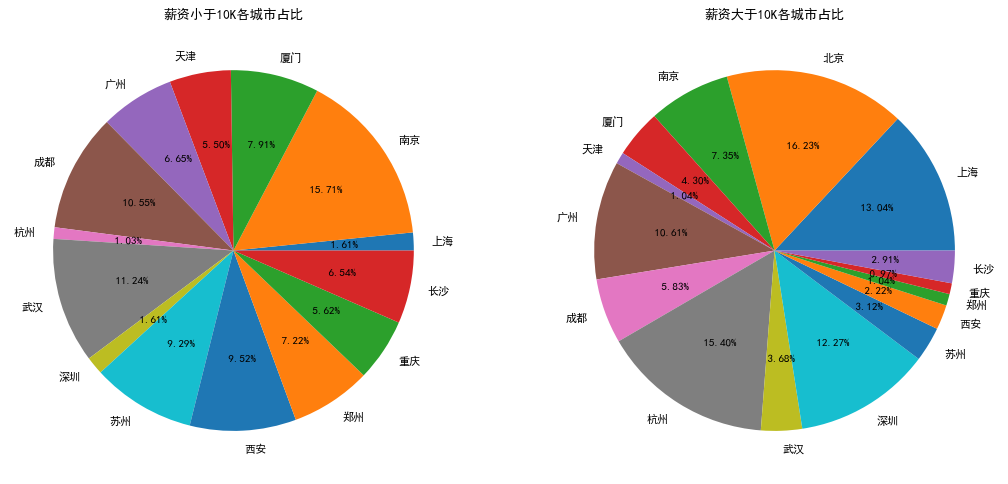 薪资小于10K各城市占比
上海
1.61%
南京
15.71%
厦门
7.91%
天津
5.50%
广州
6.65%
成都
10.55%
杭州
1.03%
武汉
11.24%
深圳
1.61%
苏州
9.29%
西安
9.52%
郑州
7.22%
重庆
5.62%
长沙
6.54%
薪资大于10K各城市占比
上海
13.04%
北京
16.23%
南京
7.35%
厦门
4.30%
天津
1.04%
广州
10.61%
成都
5.83%
杭州
15.40%
武汉
3.68%
深圳
12.27%
苏州
3.12%
西安
2.22%
郑州
1.04%
重庆
0.97%
长沙
2.91%